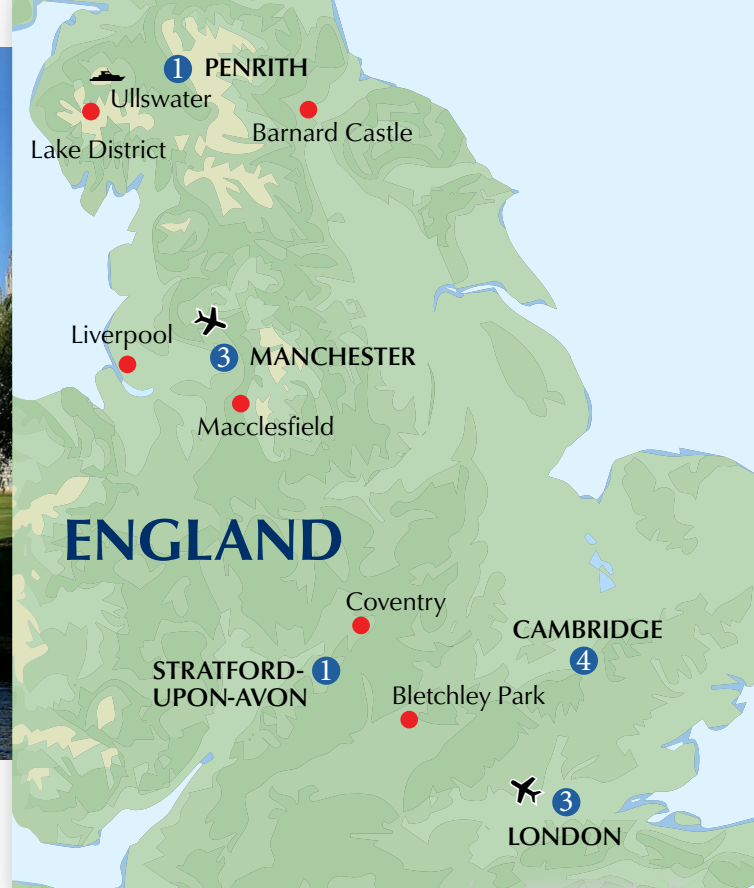 1 PENRITH
Ullswater
Barnard Castle
Lake District
Liverpool
3 MANCHESTER
Macclesfield
ENGLAND
Coventry
CAMBRIDGE
4
STRATFORD- 1
UPON-AVON
Bletchley Park
3
LONDON